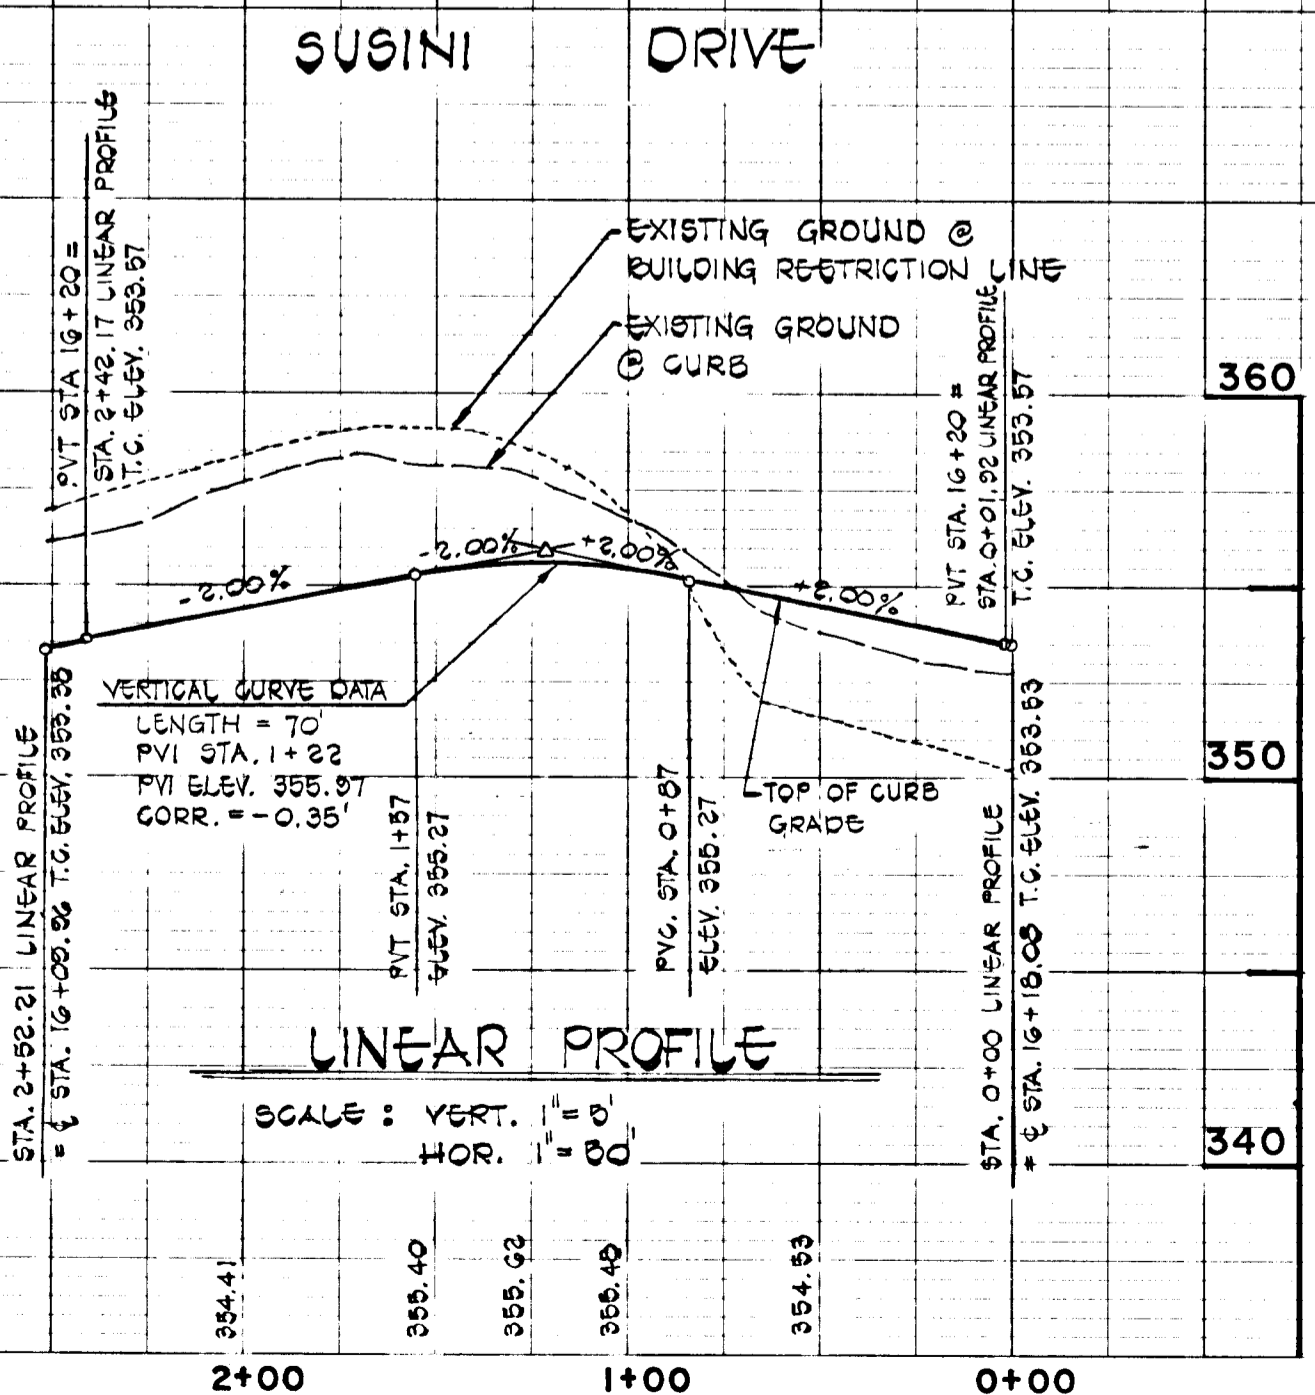 SUSINI DRIVE
PVT STA 16+20 =
STA. 2+42.17 LINEAR PROFILE
T.C. ELEV. 353.57
EXISTING GROUND @
BUILDING RESTRICTION LINE
EXISTING GROUND
@ CURB
PVT STA. 16+20 =
STA. 0+01.92 LINEAR PROFILE
T.C. ELEV. 353.57
360
-2.00%
-2.00%
+2.00%
+2.00%
VERTICAL CURVE DATA
LENGTH = 70'
PVI STA. 1+22
PVI ELEV. 355.97
CORR. = -0.35'
350
TOP OF CURB
GRADE
STA. 2+52.21 LINEAR PROFILE
= ℄ STA. 16+05.96 T.C. ELEV. 353.38
PVT STA. 1+57
ELEV. 355.27
PVC. STA. 0+87
ELEV. 355.27
STA. 0+00 LINEAR PROFILE
= ℄ STA. 16+18.08 T.C. ELEV. 353.53
LINEAR PROFILE
SCALE : VERT. 1"= 5'
HOR. 1"= 50'
340
354.41
355.40
355.62
355.48
354.53
2+00
1+00
0+00